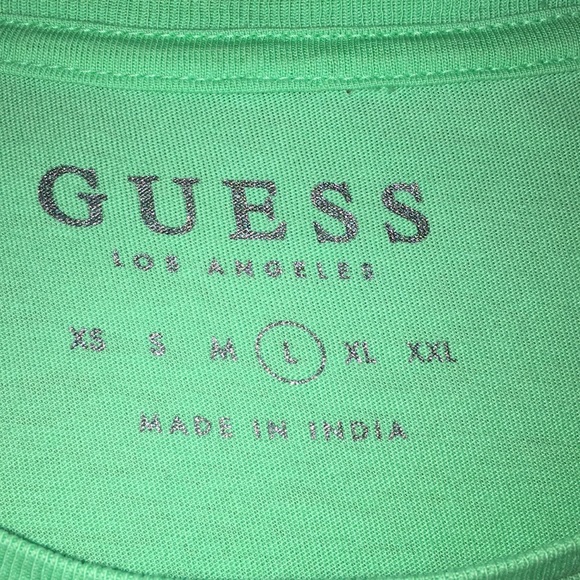 GUESS
LOS ANGELES
XS S M L XL XXL
MADE IN INDIA